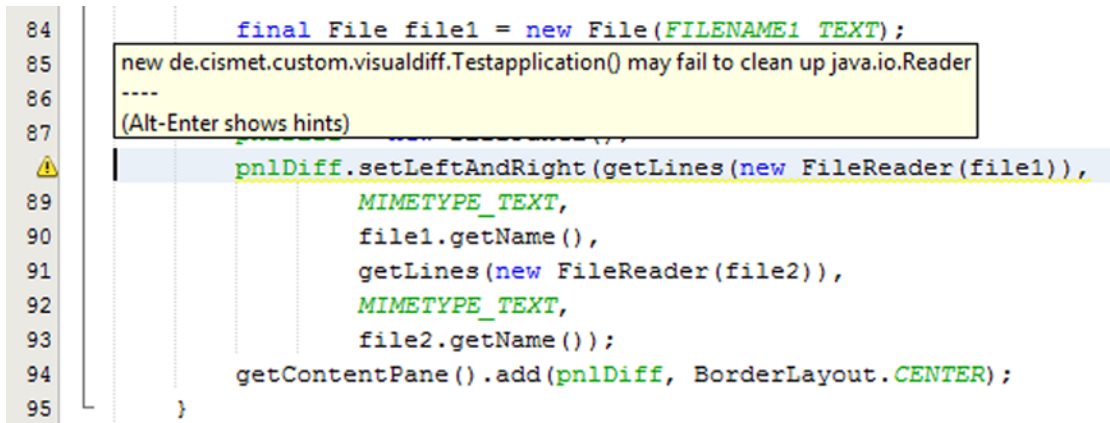 84 final File file1 = new File(FILENAME1_TEXT);
85 new de.cismet.custom.visualdiff.Testapplication() may fail to clean up java.io.Reader
86 ----
87 (Alt-Enter shows hints)
pnlDiff.setLeftAndRight(getLines(new FileReader(file1)),
89 MIMETYPE_TEXT,
90 file1.getName(),
91 getLines(new FileReader(file2)),
92 MIMETYPE_TEXT,
93 file2.getName());
94 getContentPane().add(pnlDiff, BorderLayout.CENTER);
95 }